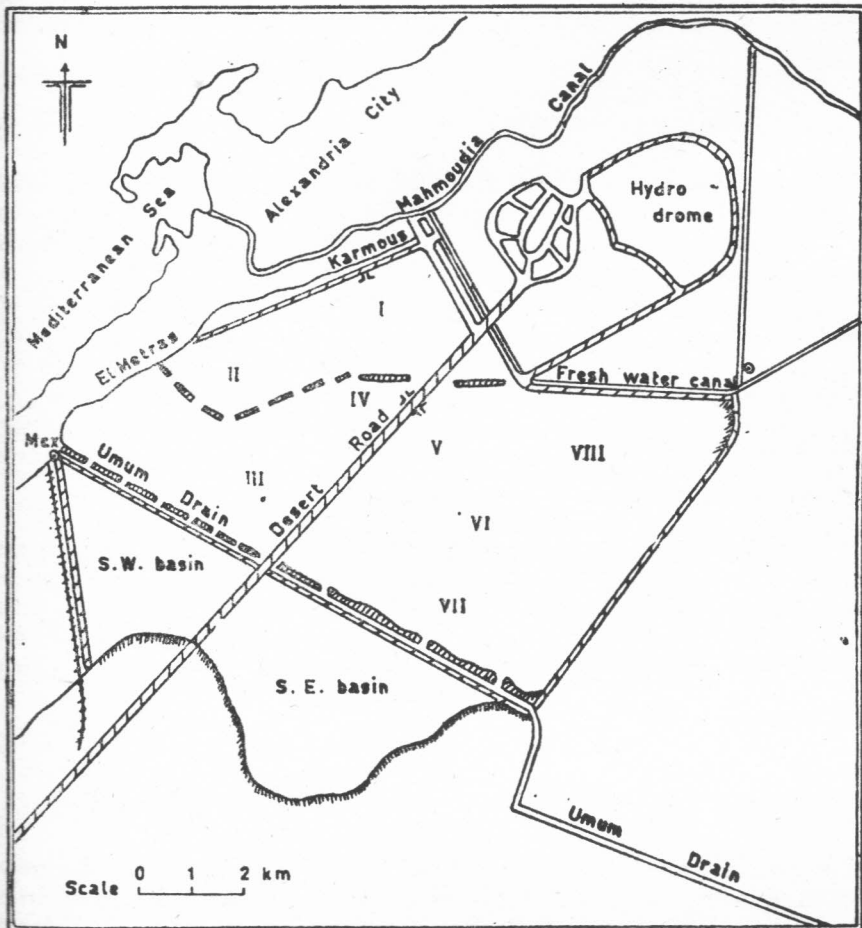 N
Mediterranean Sea
Alexandria City
Mahmoudia Canal
Hydro-
drome
Karmous
I
El Metras
II
Fresh water canal
IV
Mex
Umum Drain
III
Desert Road
V
VIII
VI
S.W. basin
VII
S. E. basin
Umum Drain
Scale 0 1 2 km